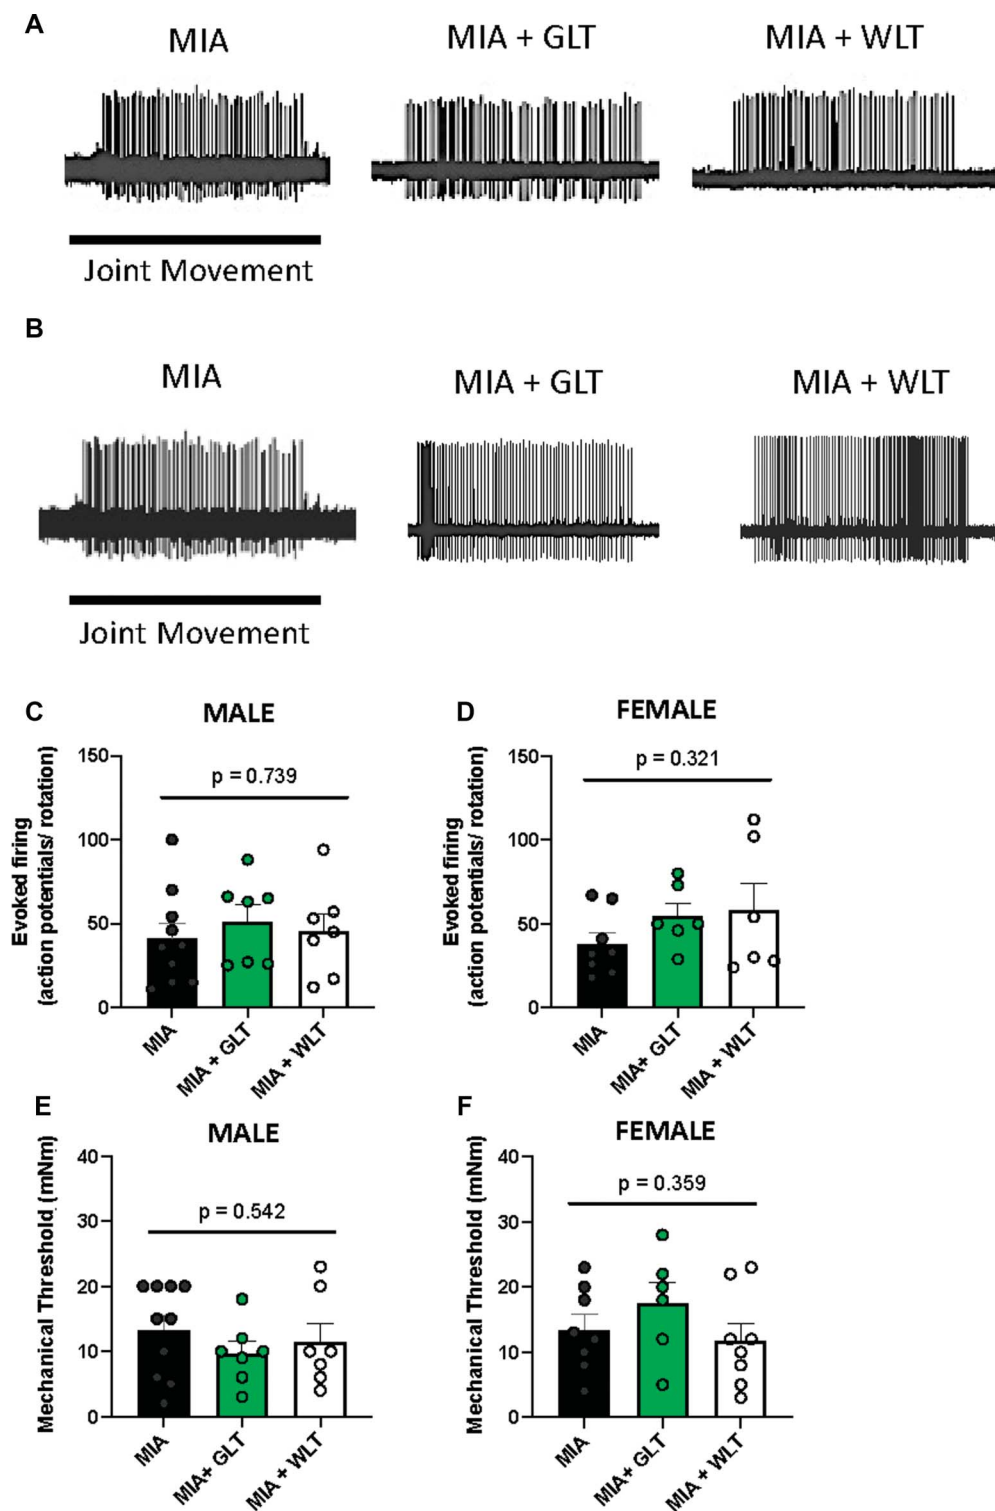 A
MIA
MIA + GLT
MIA + WLT
Joint Movement
B
MIA
MIA + GLT
MIA + WLT
Joint Movement
C
MALE
Evoked firing
(action potentials/ rotation)
150
100
50
0
p = 0.739
MIA
MIA + GLT
MIA + WLT
D
FEMALE
Evoked firing
(action potentials/ rotation)
150
100
50
0
p = 0.321
MIA
MIA+ GLT
MIA + WLT
E
MALE
Mechanical Threshold (mNm)
40
30
20
10
0
p = 0.542
MIA
MIA+ GLT
MIA + WLT
F
FEMALE
Mechanical Threshold (mNm)
40
30
20
10
0
p = 0.359
MIA
MIA+ GLT
MIA + WLT